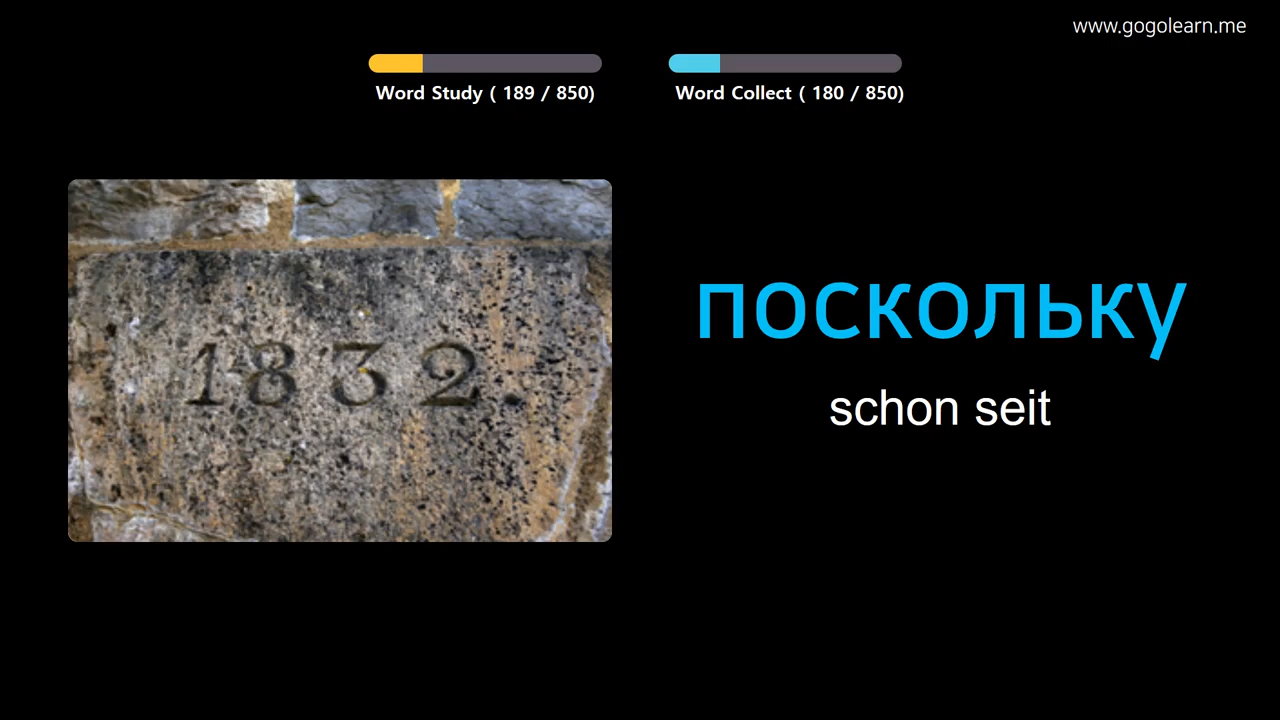 www.gogolearn.me
Word Study ( 189 / 850)
Word Collect ( 180 / 850)
1832.
поскольку
schon seit